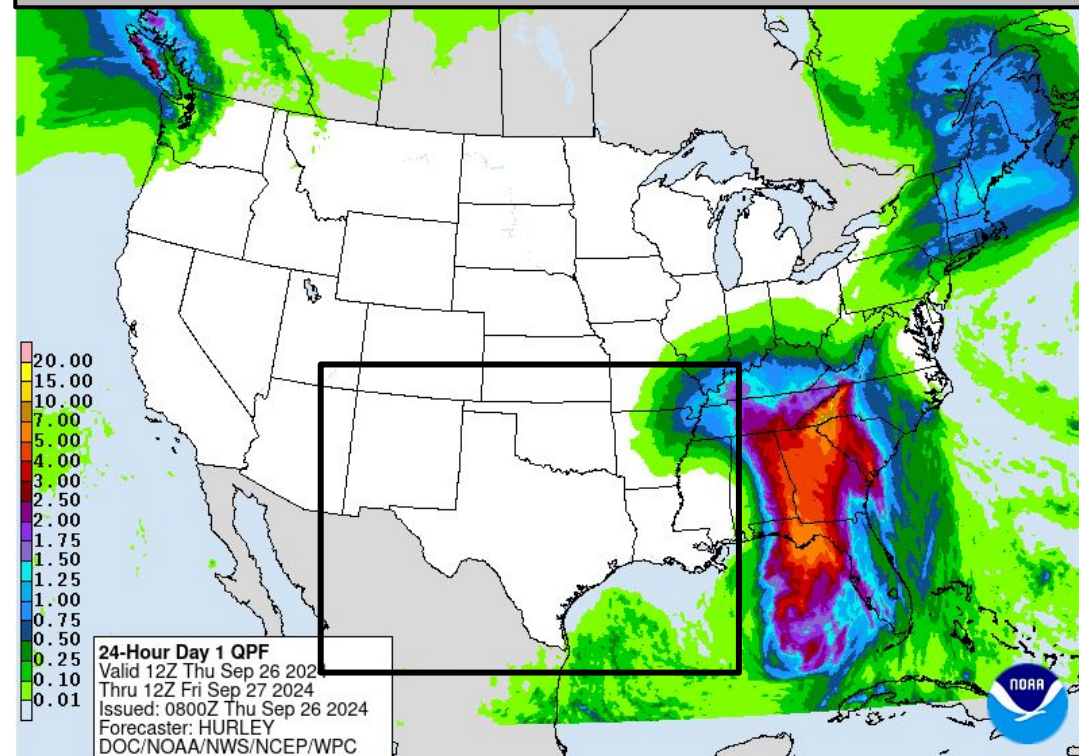 20.00
15.00
10.00
7.00
5.00
4.00
3.00
2.50
2.00
1.75
1.50
1.25
1.00
0.75
0.50
0.25
0.10
0.01
24-Hour Day 1 QPF
Valid 12Z Thu Sep 26 2024
Thru 12Z Fri Sep 27 2024
Issued: 0800Z Thu Sep 26 2024
Forecaster: HURLEY
DOC/NOAA/NWS/NCEP/WPC
NOAA